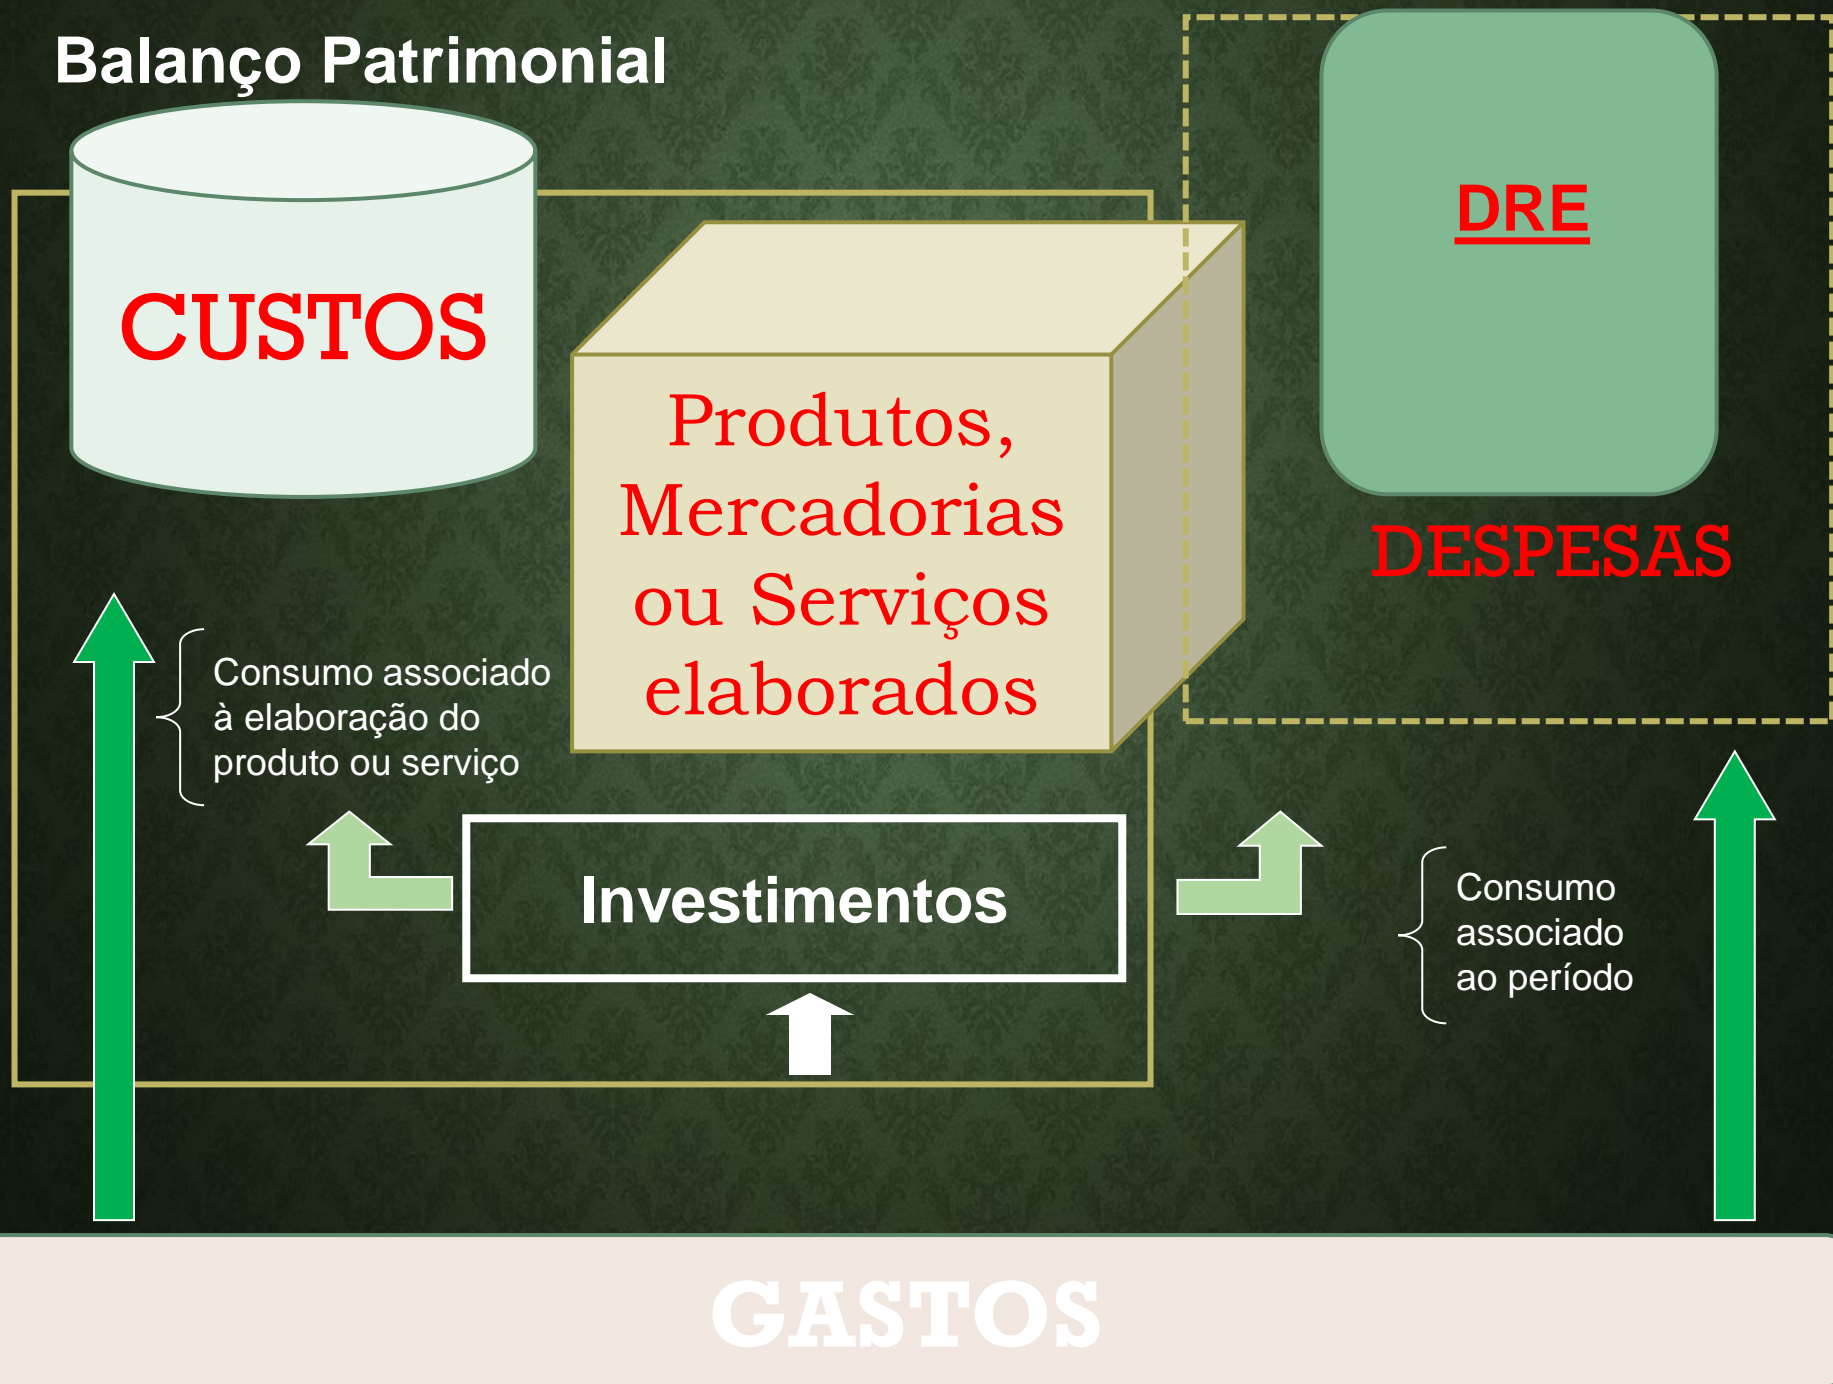 Balanço Patrimonial
CUSTOS
Produtos,
Mercadorias
ou Serviços
elaborados
DRE
DESPESAS
Consumo associado
à elaboração do
produto ou serviço
Investimentos
Consumo
associado
ao período
GASTOS